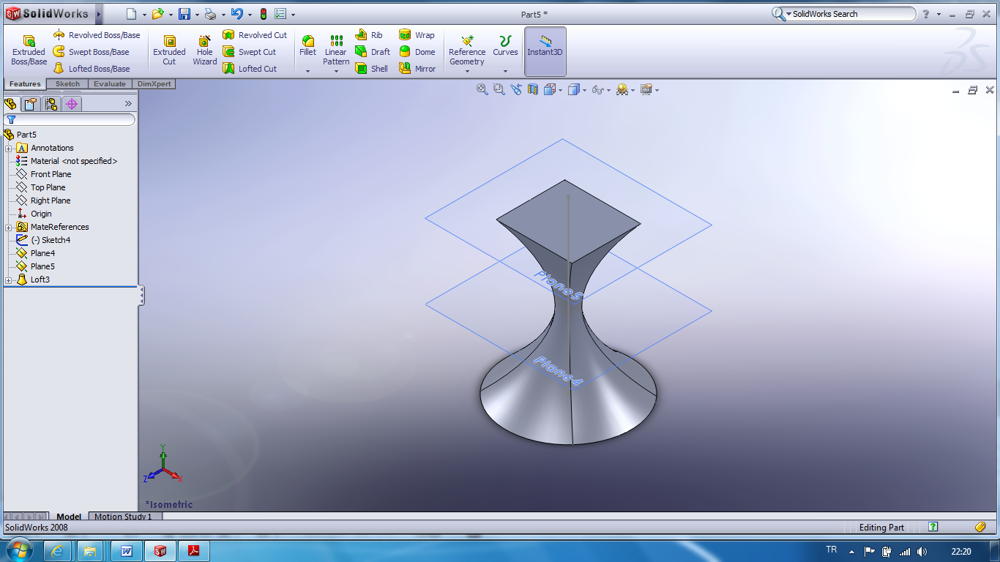 SolidWorks
Part5 *
SolidWorks Search
?
Extruded Boss/Base
Revolved Boss/Base
Swept Boss/Base
Lofted Boss/Base
Extruded Cut
Hole Wizard
Revolved Cut
Swept Cut
Lofted Cut
Fillet
Linear Pattern
Rib
Draft
Shell
Wrap
Dome
Mirror
Reference Geometry
Curves
Instant3D
Features
Sketch
Evaluate
DimXpert
Part5
A Annotations
Material <not specified>
Front Plane
Top Plane
Right Plane
Origin
MateReferences
(-) Sketch4
Plane4
Plane5
Loft3
Plane5
Plane4
Y
Z
X
*Isometric
Model
Motion Study 1
SolidWorks 2008
Editing Part
?
TR
22:20